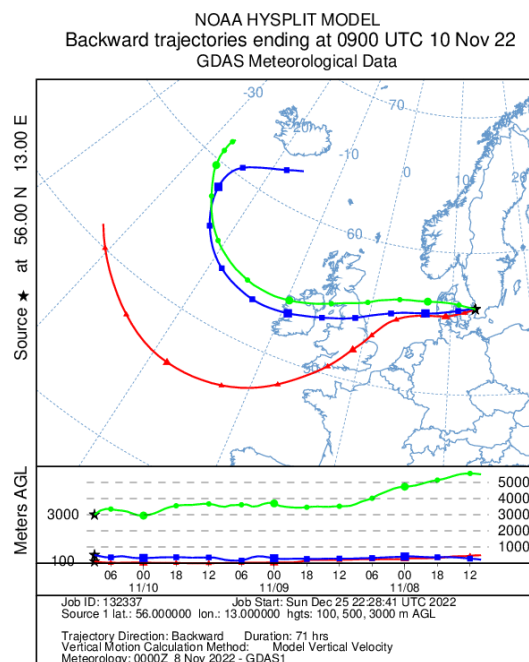 NOAA HYSPLIT MODEL
Backward trajectories ending at 0900 UTC 10 Nov 22
GDAS Meteorological Data
Source ★ at 56.00 N 13.00 E
-30
70
-20
-10
0
10
20
60
Meters AGL
3000
100
5000
4000
3000
2000
1000
06 00 18 12 06 00 18 12 06 00 18 12
11/10 11/09 11/08
Job ID: 132337 Job Start: Sun Dec 25 22:28:41 UTC 2022
Source 1 lat.: 56.000000 lon.: 13.000000 hgts: 100, 500, 3000 m AGL
Trajectory Direction: Backward Duration: 71 hrs
Vertical Motion Calculation Method: Model Vertical Velocity
Meteorology: 0000Z 8 Nov 2022 - GDAS1